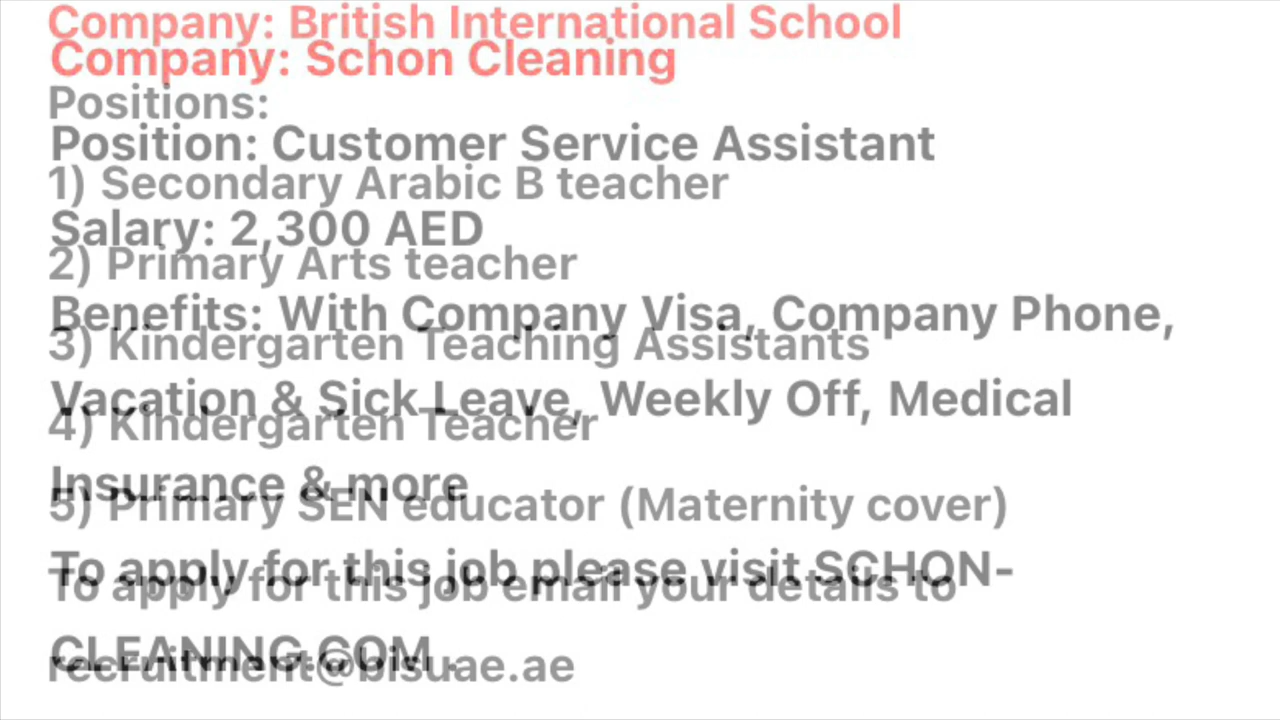 Company: British International School
Company: Schon Cleaning
Positions:
Position: Customer Service Assistant
1) Secondary Arabic B teacher
Salary: 2,300 AED
2) Primary Arts teacher
Benefits: With Company Visa, Company Phone,
3) Kindergarten Teaching Assistants
Vacation & Sick Leave, Weekly Off, Medical
4) Kindergarten Teacher
Insurance & more
5) Primary SEN educator (Maternity cover)
To apply for this job please visit SCHON-
To apply for this job email your details to
CLEANING.COM .
recruitment@bisuae.ae